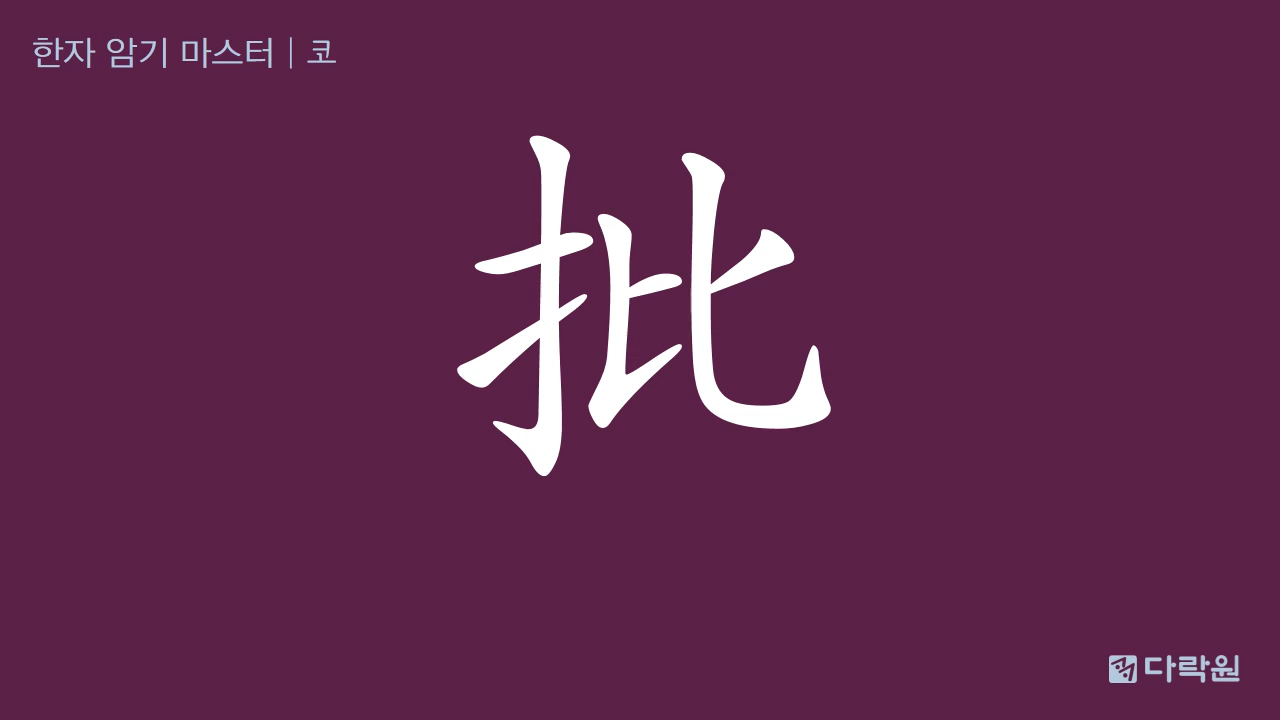 한자 암기 마스터 | 코
批
다락원